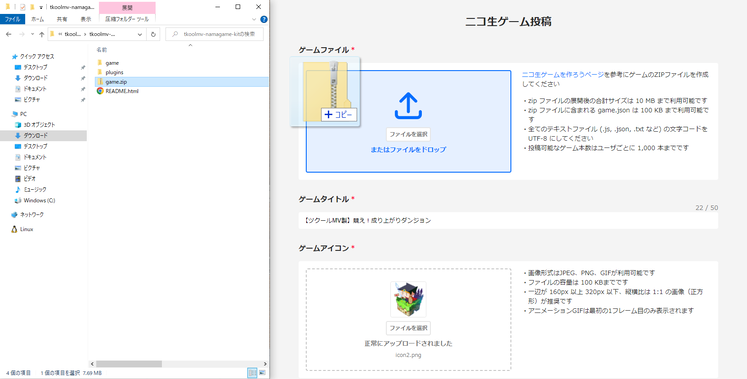 tkoolmv-namaga...
展開
ファイル
ホーム
共有
表示
圧縮フォルダー ツール
« tkool... › tkoolmv-...
tkoolmv-namagame-kitの検索
クイック アクセス
デスクトップ
ダウンロード
ドキュメント
ピクチャ
PC
3D オブジェクト
ダウンロード
デスクトップ
ドキュメント
ピクチャ
ビデオ
ミュージック
Windows (C:)
ネットワーク
Linux
名前
game
plugins
game.zip
README.html
4 個の項目
1 個の項目を選択 7.69 MB
ニコ生ゲーム投稿
ゲームファイル *
コピー
ファイルを選択
またはファイルをドロップ
ニコ生ゲームを作ろうページを参考にゲームのZIPファイルを作成
してください
・zip ファイルの展開後の合計サイズは 10 MB まで利用可能です
・zip ファイルに含まれる game.json は 100 KB まで利用可能で
す
・全てのテキストファイル (.js, .json, .txt など) の文字コードを
UTF-8 にしてください
・投稿可能なゲーム本数はユーザごとに 1,000 本までです
ゲームタイトル *
22 / 50
【ツクールMV製】競え！成り上がりダンジョン
ゲームアイコン *
ファイルを選択
正常にアップロードされました
icon2.png
・画像形式はJPEG、PNG、GIFが利用可能です
・ファイルの容量は 100 KBまでです
・一辺が 160px 以上 320px 以下、縦横比は 1:1 の画像（正方
形）が推奨です
・アニメーションGIFは最初の1フレーム目のみ表示されます